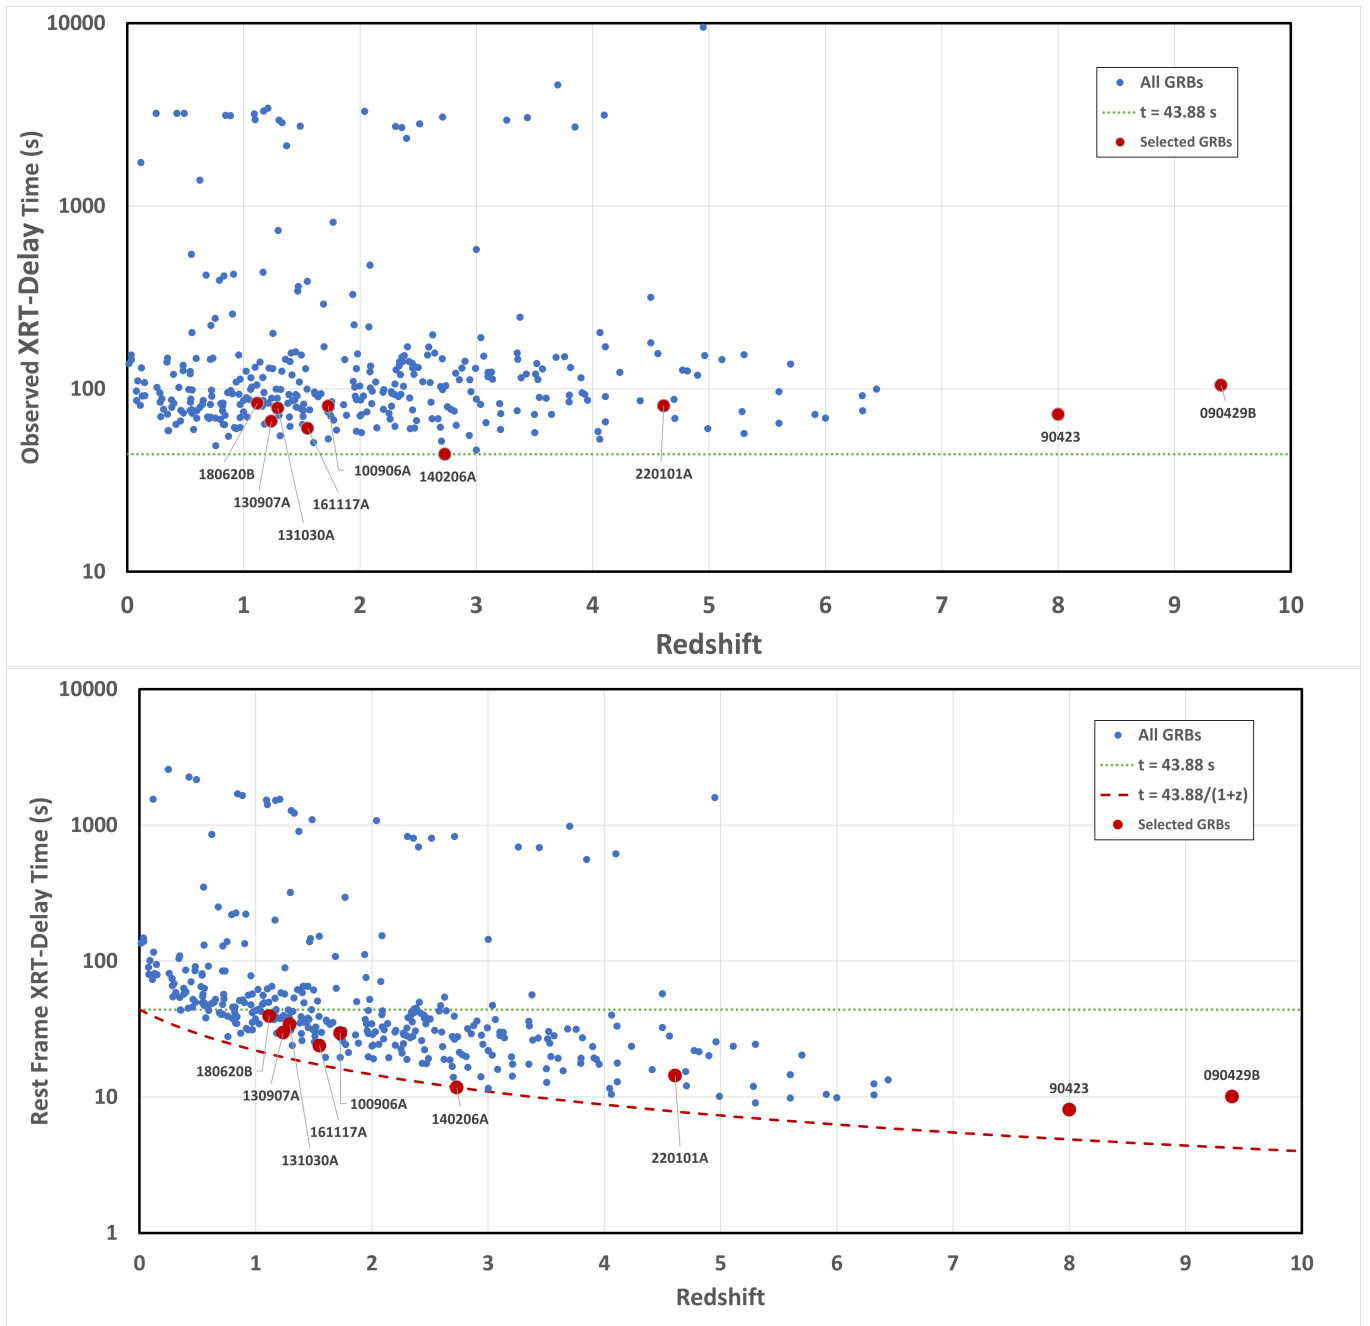 10000
1000
100
10
Observed XRT-Delay Time (s)
All GRBs
t = 43.88 s
Selected GRBs
180620B
130907A
131030A
161117A
100906A
140206A
220101A
90423
090429B
0 1 2 3 4 5 6 7 8 9 10
Redshift
10000
1000
100
10
1
Rest Frame XRT-Delay Time (s)
All GRBs
t = 43.88 s
t = 43.88/(1+z)
Selected GRBs
180620B
130907A
131030A
161117A
100906A
140206A
220101A
90423
090429B
0 1 2 3 4 5 6 7 8 9 10
Redshift